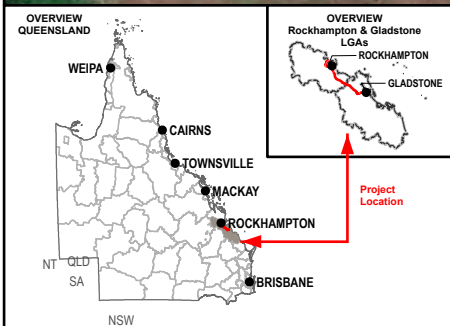 OVERVIEW
QUEENSLAND
WEIPA
CAIRNS
TOWNSVILLE
MACKAY
ROCKHAMPTON
BRISBANE
NT
QLD
SA
NSW
OVERVIEW
Rockhampton & Gladstone
LGAs
ROCKHAMPTON
GLADSTONE
Project
Location